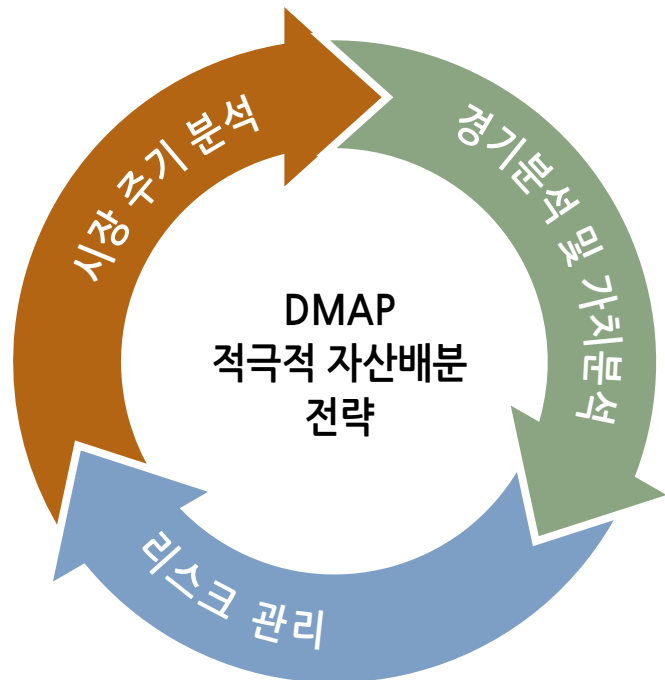 시장 주기 분석
경기분석 및 가치분석
DMAP
적극적 자산배분
전략
리스크 관리